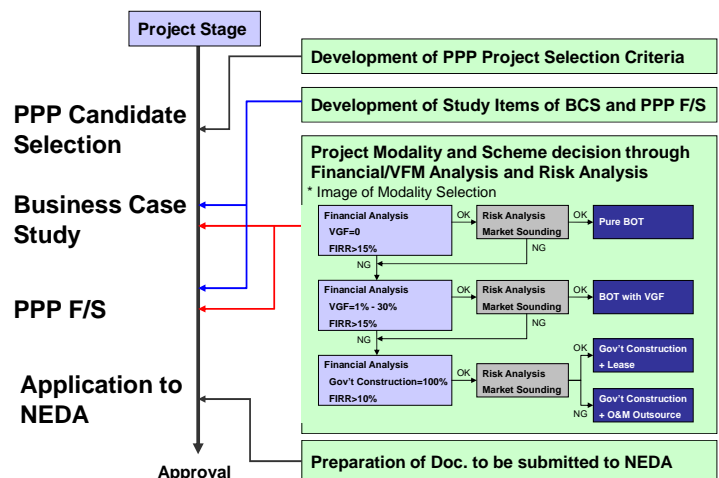 Project Stage
PPP Candidate
Selection
Business Case
Study
PPP F/S
Application to
NEDA
Approval
Development of PPP Project Selection Criteria
Development of Study Items of BCS and PPP F/S
Project Modality and Scheme decision through
Financial/VFM Analysis and Risk Analysis
* Image of Modality Selection
Financial Analysis
VGF=0
FIRR>15%
OK
Risk Analysis
Market Sounding
OK
Pure BOT
NG
NG
Financial Analysis
VGF=1% - 30%
FIRR>15%
OK
Risk Analysis
Market Sounding
OK
BOT with VGF
NG
NG
Financial Analysis
Gov't Construction=100%
FIRR>10%
OK
Risk Analysis
Market Sounding
OK
Gov't Construction
+ Lease
NG
Gov't Construction
+ O&M Outsource
Preparation of Doc. to be submitted to NEDA